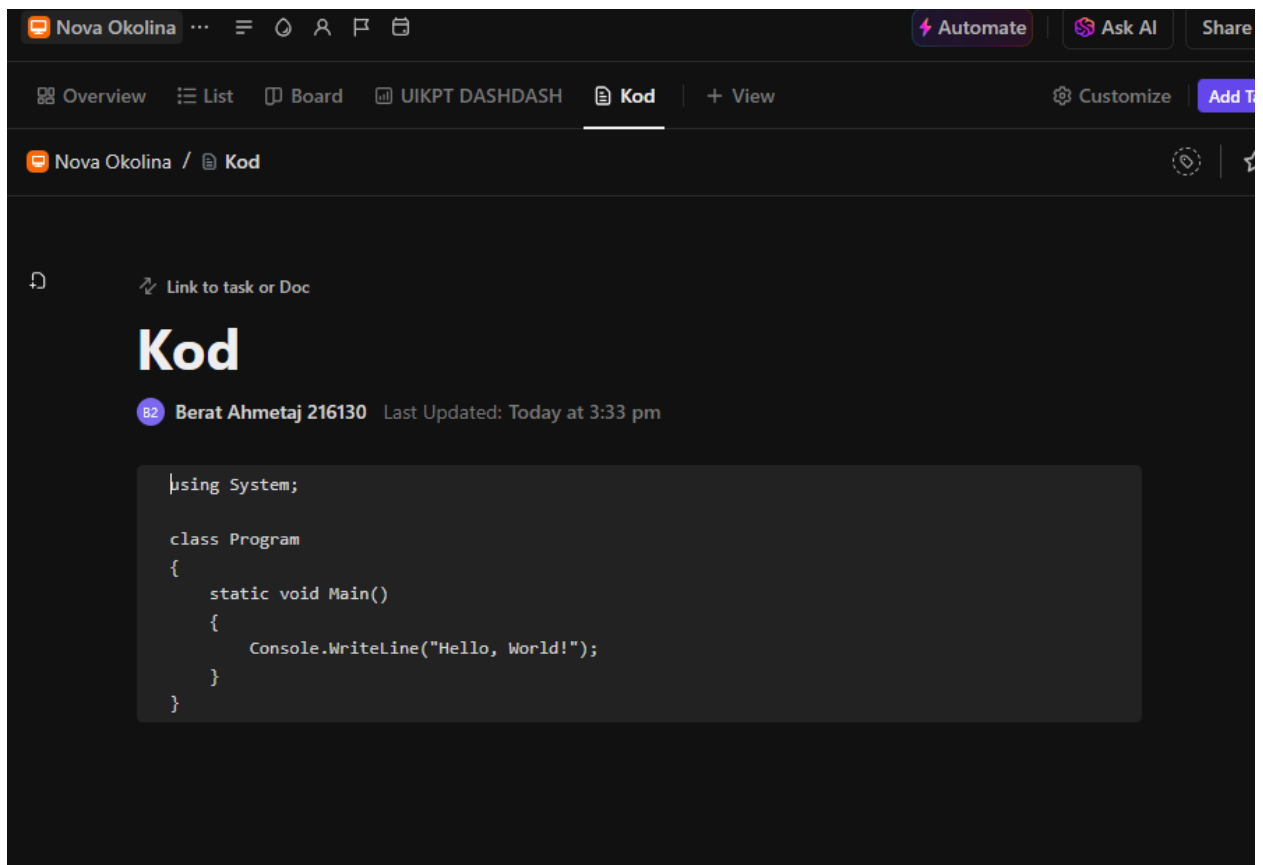 Nova Okolina ··· Automate Ask AI Share
Overview List Board UIKPT DASHDASH Kod + View Customize Add
Nova Okolina / Kod
Link to task or Doc
Kod
B2 Berat Ahmetaj 216130 Last Updated: Today at 3:33 pm
using System;
class Program
{
static void Main()
{
Console.WriteLine("Hello, World!");
}
}